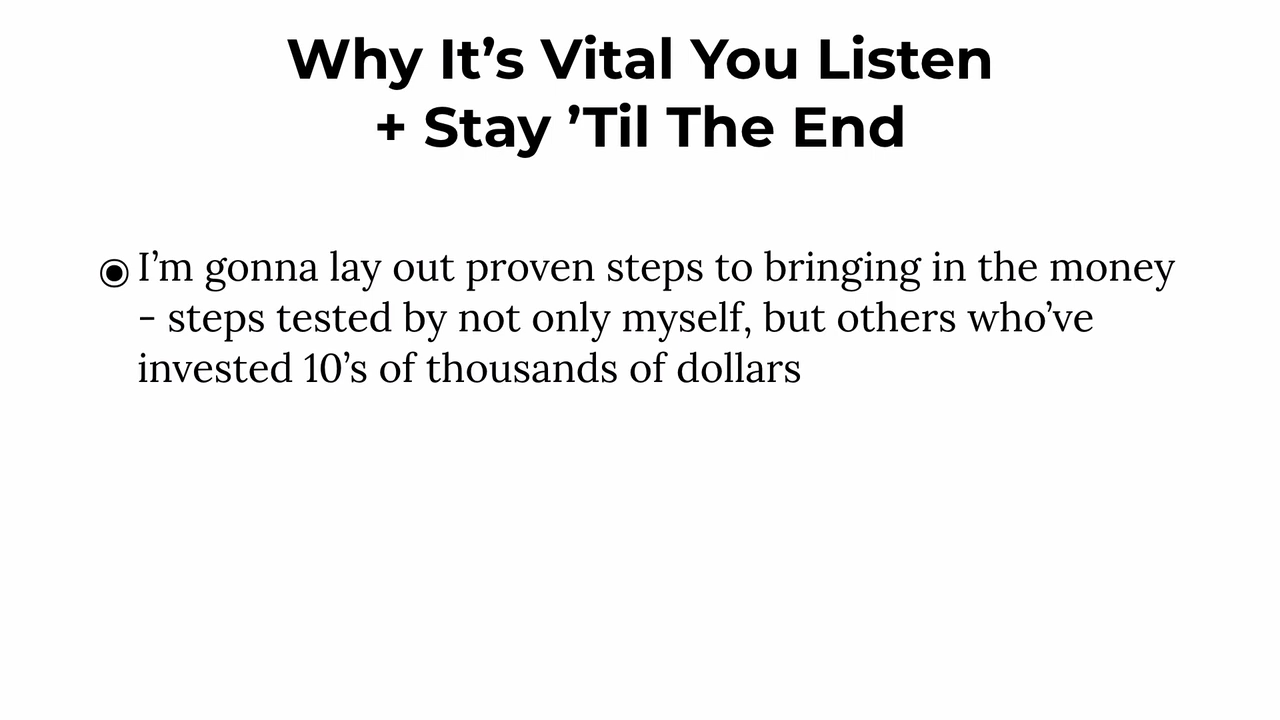 Why It’s Vital You Listen
+ Stay ’Til The End
◉ I’m gonna lay out proven steps to bringing in the money
- steps tested by not only myself, but others who’ve
invested 10’s of thousands of dollars